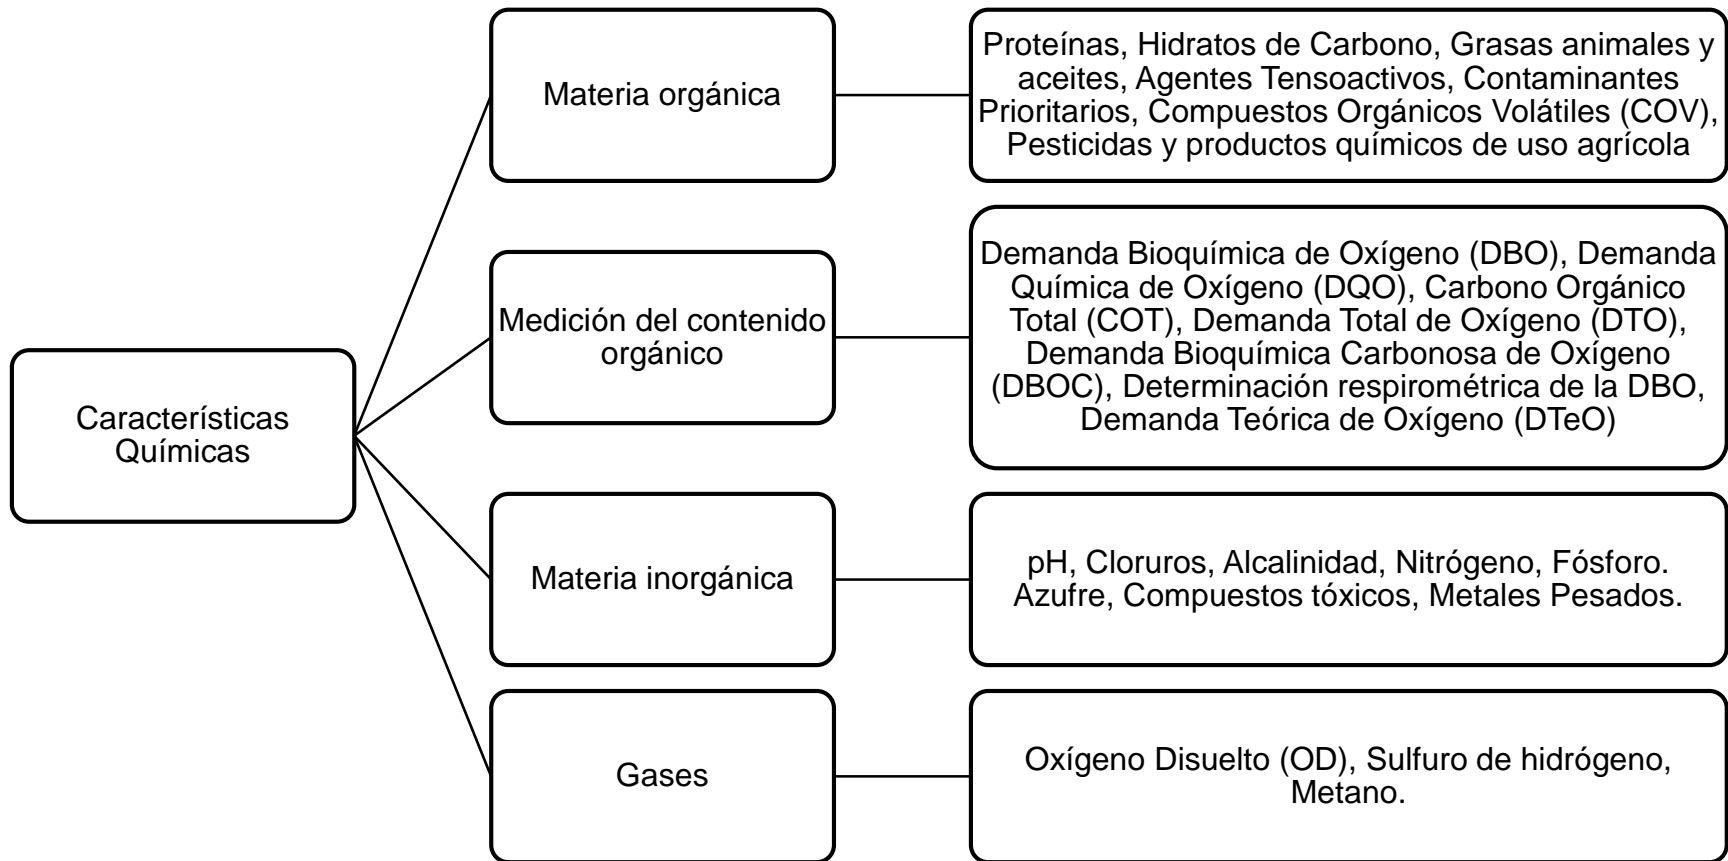 Materia orgánica
Proteínas, Hidratos de Carbono, Grasas animales y
aceites, Agentes Tensoactivos, Contaminantes
Prioritarios, Compuestos Orgánicos Volátiles (COV),
Pesticidas y productos químicos de uso agrícola
Medición del contenido
orgánico
Demanda Bioquímica de Oxígeno (DBO), Demanda
Química de Oxígeno (DQO), Carbono Orgánico
Total (COT), Demanda Total de Oxígeno (DTO),
Demanda Bioquímica Carbonosa de Oxígeno
(DBOC), Determinación respirométrica de la DBO,
Demanda Teórica de Oxígeno (DTeO)
Característísticas
Químicas
Materia inorgánica
pH, Cloruros, Alcalinidad, Nitrógeno, Fósforo.
Azufre, Compuestos tóxicos, Metales Pesados.
Gases
Oxígeno Disuelto (OD), Sulfuro de hidrógeno,
Metano.